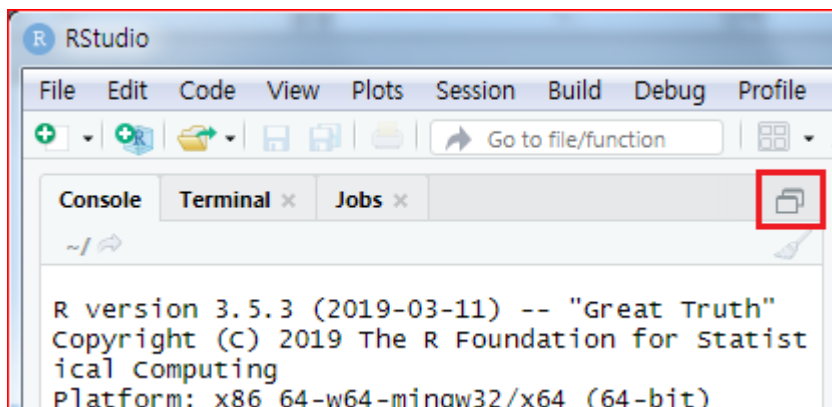 R RStudio
File Edit Code View Plots Session Build Debug Profile
Go to file/function
Console Terminal × Jobs ×
~/
R version 3.5.3 (2019-03-11) -- "Great Truth"
Copyright (C) 2019 The R Foundation for Statist
ical Computing
Platform: x86_64-w64-mingw32/x64 (64-bit)